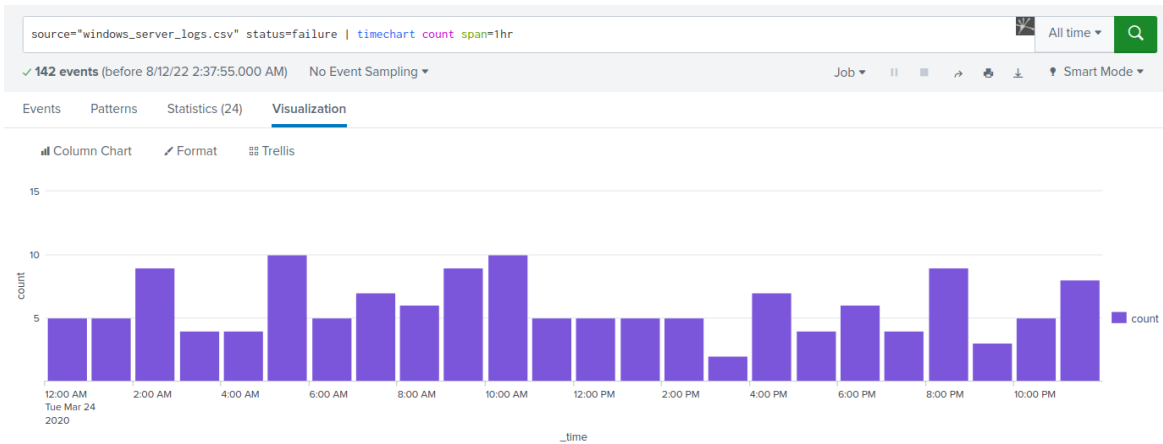 source="windows_server_logs.csv" status=failure | timechart count span=1hr
All time
142 events (before 8/12/22 2:37:55.000 AM)
No Event Sampling
Job
Smart Mode
Events
Patterns
Statistics (24)
Visualization
Column Chart
Format
Trellis
15
10
5
count
count
12:00 AM
Tue Mar 24
2020
2:00 AM
4:00 AM
6:00 AM
8:00 AM
10:00 AM
12:00 PM
2:00 PM
4:00 PM
6:00 PM
8:00 PM
10:00 PM
_time